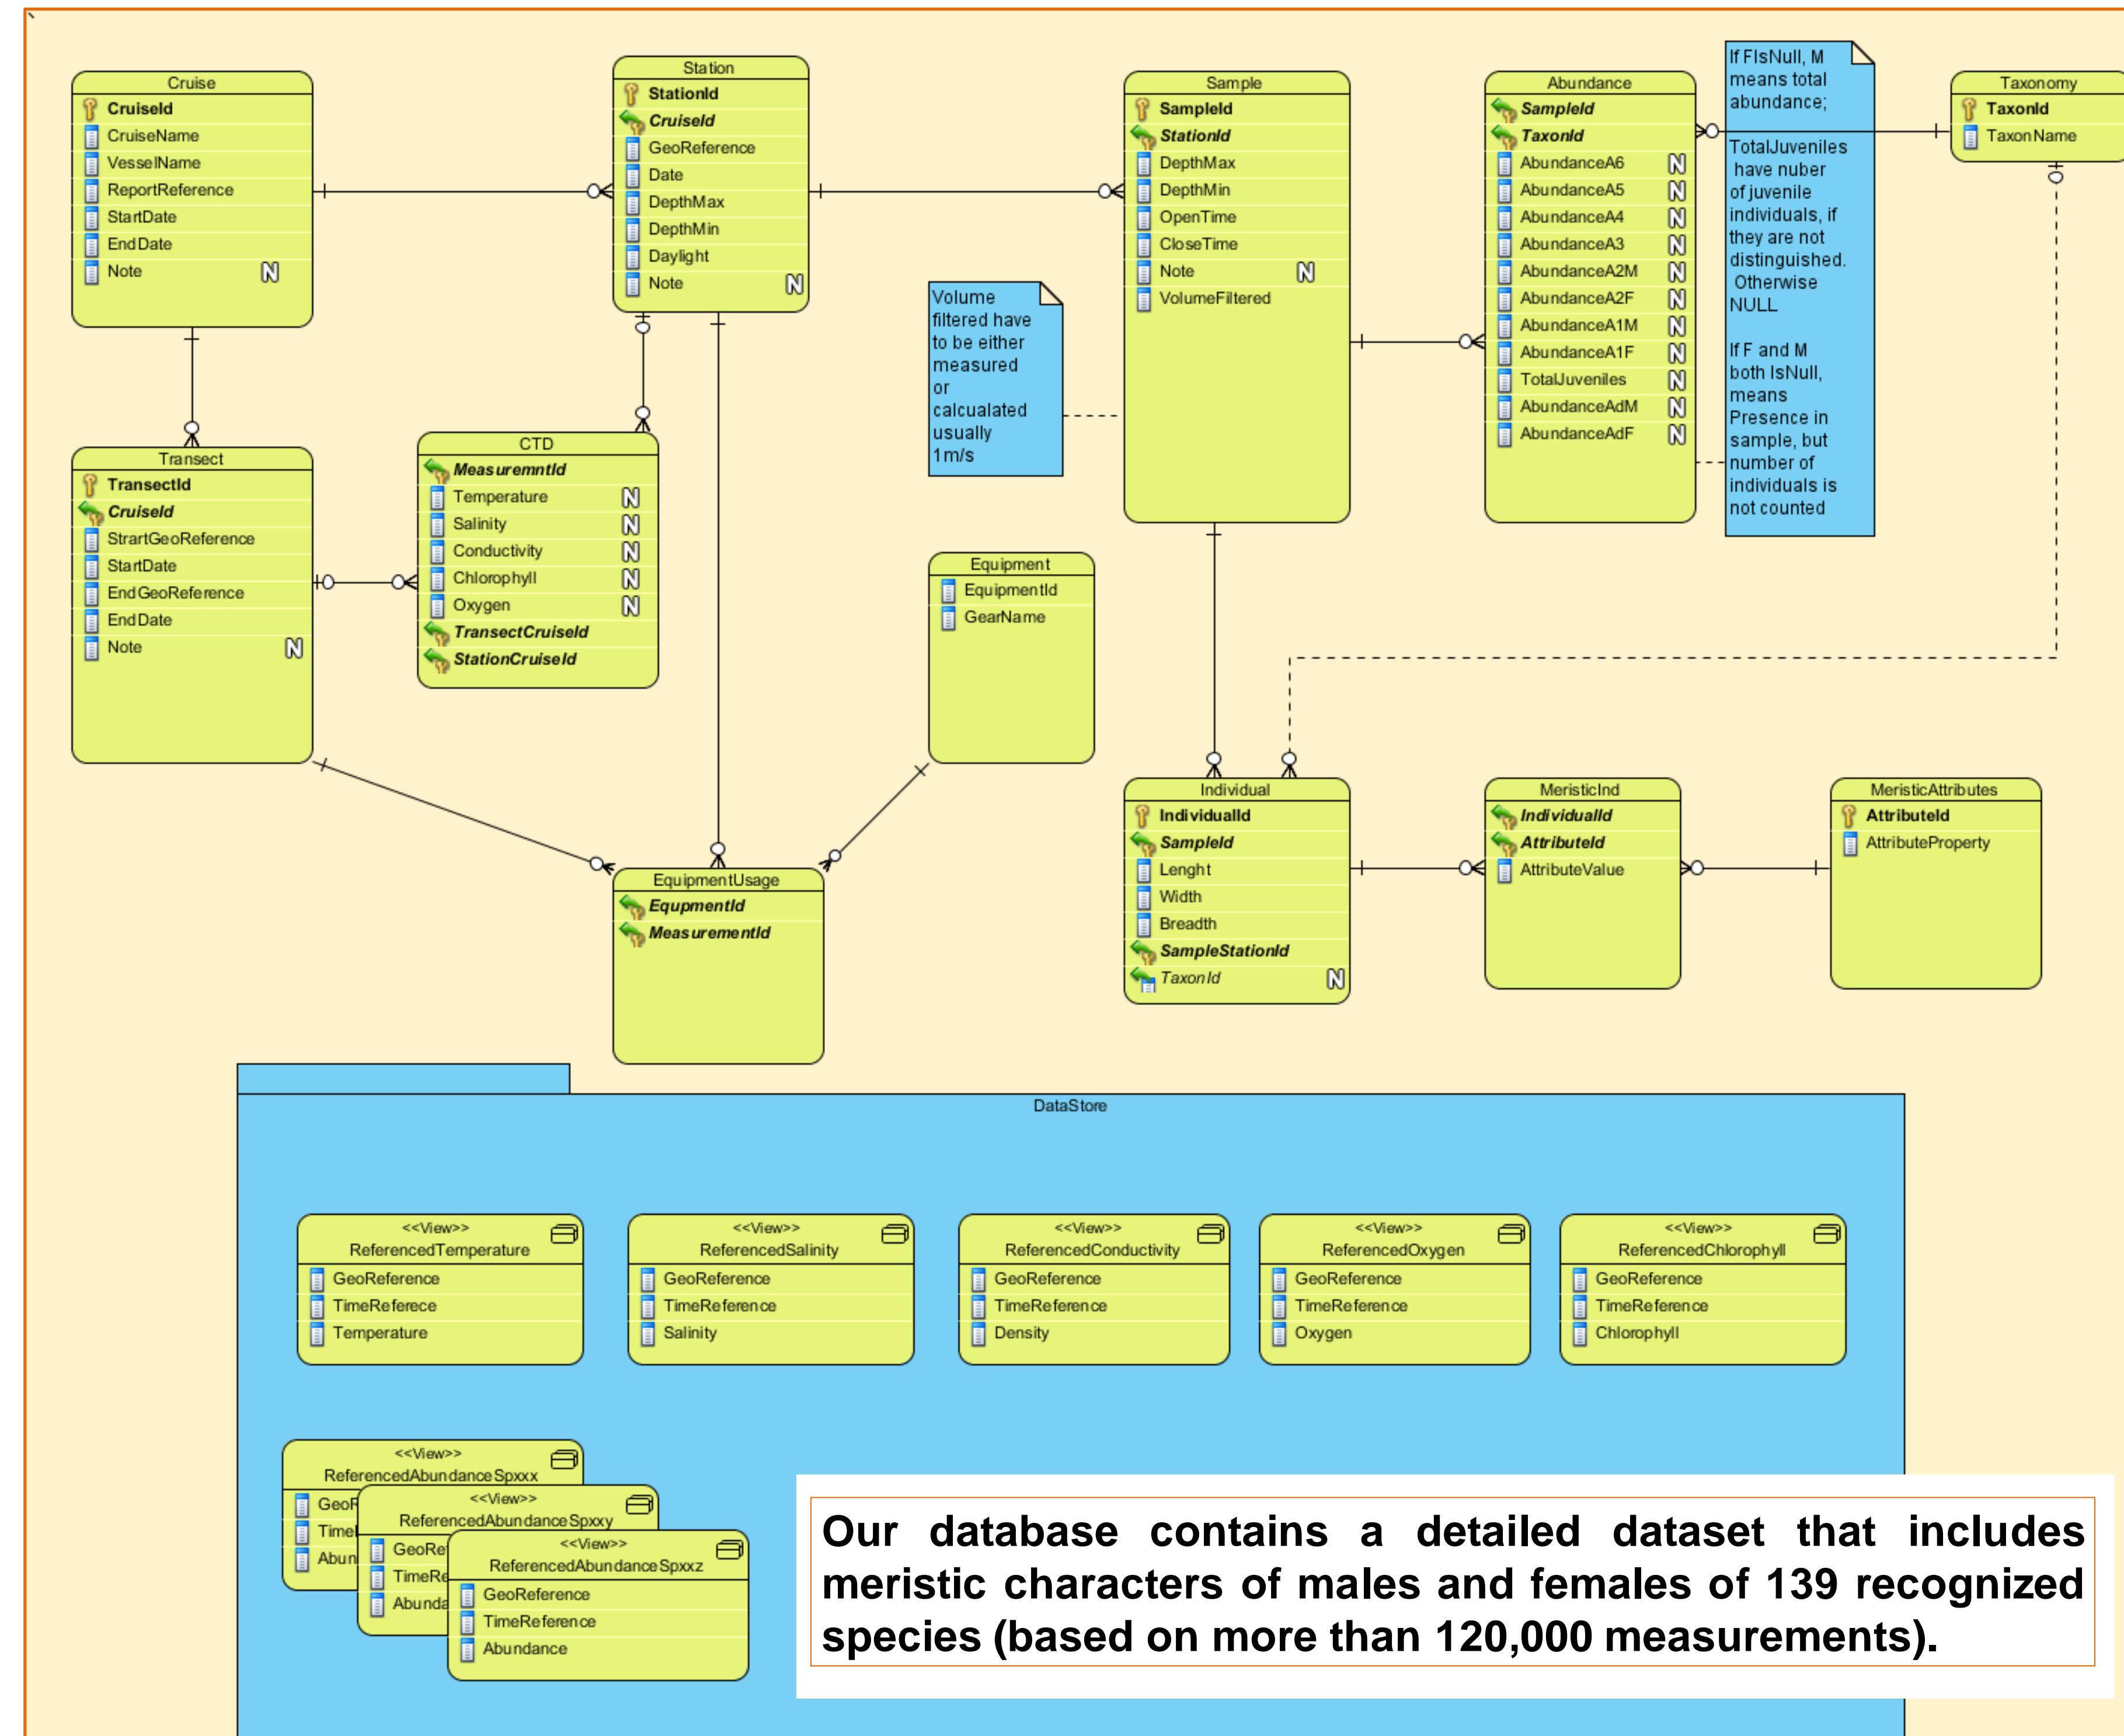 Cruise
CruiseId
CruiseName
VesselName
ReportReference
StartDate
EndDate
Note N
Station
StationId
CruiseId
GeoReference
Date
DepthMax
DepthMin
Daylight
Note N
Sample
SampleId
StationId
DepthMax
DepthMin
OpenTime
CloseTime
Note N
VolumeFiltered
Abundance
SampleId
TaxonId
AbundanceA6 N
AbundanceA5 N
AbundanceA4 N
AbundanceA3 N
AbundanceA2M N
AbundanceA2F N
AbundanceA1M N
AbundanceA1F N
TotalJuveniles N
AbundanceAdM N
AbundanceAdF N
If FIsNull, M
means total
abundance;
TotalJuveniles
have nuber
of juvenile
individuals, if
they are not
distinguished.
Otherwise
NULL
If F and M
both IsNull,
means
Presence in
sample, but
number of
individuals is
not counted
Taxonomy
TaxonId
TaxonName
Volume
filtered have
to be either
measured
or
calcualated
usually
1m/s
Transect
TransectId
CruiseId
StrartGeoReference
StartDate
EndGeoReference
EndDate
Note N
CTD
MeasuremntId
Temperature N
Salinity N
Conductivity N
Chlorophyll N
Oxygen N
TransectCruiseId
StationCruiseId
Equipment
EquipmentId
GearName
EquipmentUsage
EqupmentId
MeasurementId
Individual
IndividualId
SampleId
Lenght
Width
Breadth
SampleStationId
TaxonId N
MeristicInd
IndividualId
AttributeId
AttributeValue
MeristicAttributes
AttributeId
AttributeProperty
DataStore
<<View>>
ReferencedTemperature
GeoReference
TimeReferece
Temperature
<<View>>
ReferencedSalinity
GeoReference
TimeReference
Salinity
<<View>>
ReferencedConductivity
GeoReference
TimeReference
Density
<<View>>
ReferencedOxygen
GeoReference
TimeReference
Oxygen
<<View>>
ReferencedChlorophyll
GeoReference
TimeReference
Chlorophyll
<<View>>
ReferencedAbundanceSpxxx
GeoR
Time
Abun
<<View>>
ReferencedAbundanceSpxxy
GeoRef
TimeRe
Abunda
<<View>>
ReferencedAbundanceSpxxz
GeoReference
TimeReference
Abundance
Our database contains a detailed dataset that includes
meristic characters of males and females of 139 recognized
species (based on more than 120,000 measurements).